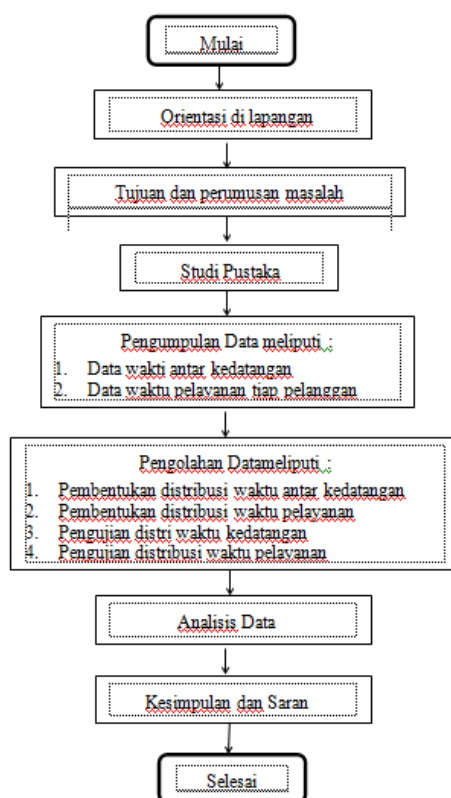 Mulai
Orientasi di lapangan
Tujuan dan perumusan masalah
Studi Pustaka
Pengumpulan Data meliputi :
1. Data wakti antar kedatangan
2. Data waktu pelayanan tiap pelanggan
Pengolahan Datameliputi :
1. Pembentukan distribusi waktu antar kedatangan
2. Pembentukan distribusi waktu pelayanan
3. Pengujian distri waktu kedatangan
4. Pengujian distribusi waktu pelayanan
Analisis Data
Kesimpulan dan Saran
Selesai